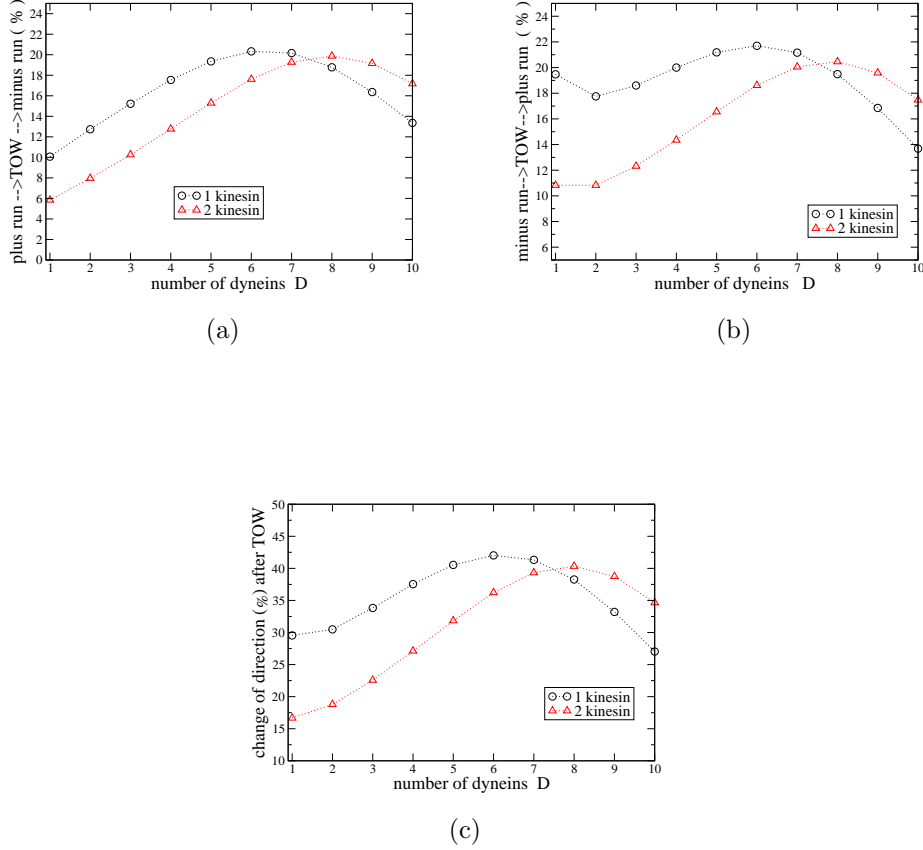 plus run -->TOW -->minus run ( % )
20
18
16
14
12
10
8
6
4
2
0
1 kinesin
2 kinesin
1 2 3 4 5 6 7 8 9 10
number of dyneins D
(a)
minus run-->TOW-->plus run ( % )
24
22
20
18
16
14
12
10
8
6
1 kinesin
2 kinesin
1 2 3 4 5 6 7 8 9 10
number of dyneins D
(b)
change of direction (%) after TOW
50
45
40
35
30
25
20
15
10
1 kinesin
2 kinesin
1 2 3 4 5 6 7 8 9 10
number of dyneins D
(c)